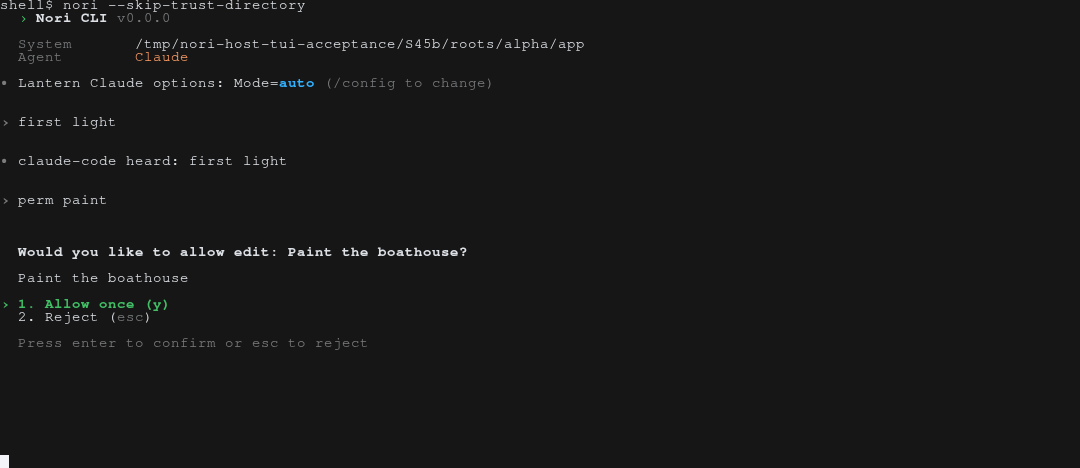 shell$ nori --skip-trust-directory
› Nori CLI v0.0.0
System /tmp/nori-host-tui-acceptance/S45b/roots/alpha/app
Agent Claude
• Lantern Claude options: Mode=auto (/config to change)
› first light
• claude-code heard: first light
› perm paint
Would you like to allow edit: Paint the boathouse?
Paint the boathouse
› 1. Allow once (y)
2. Reject (esc)
Press enter to confirm or esc to reject